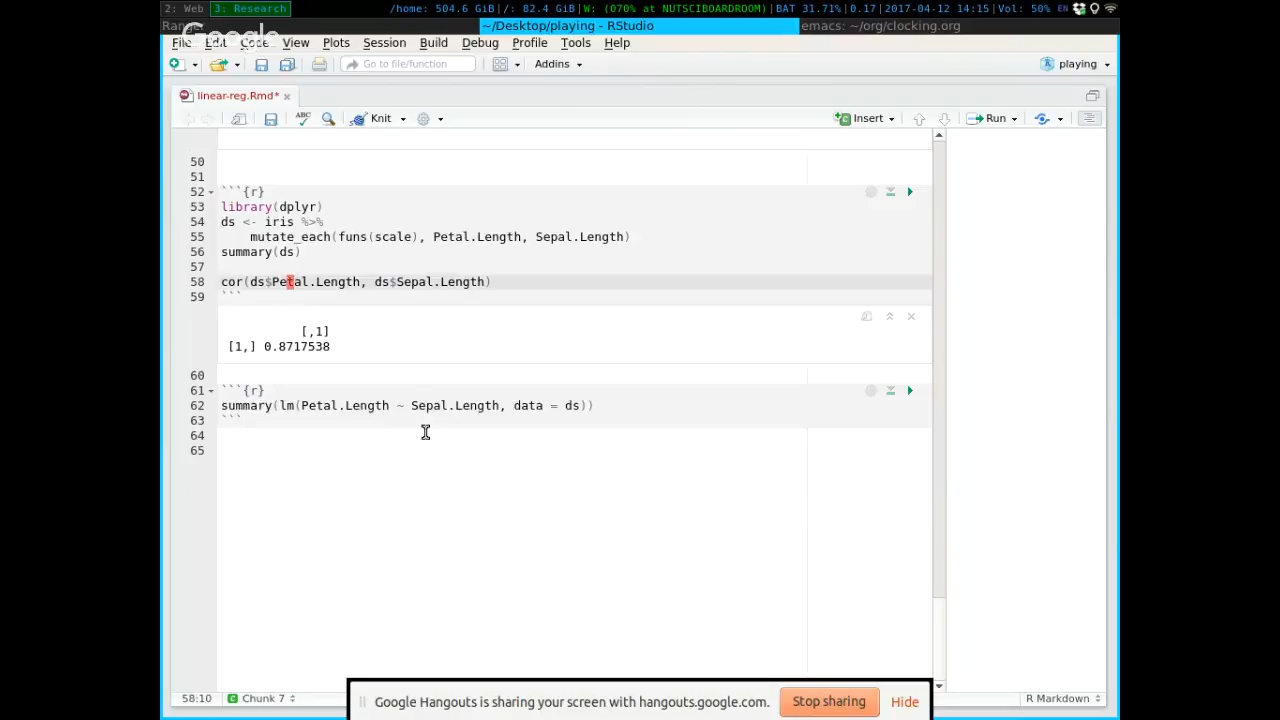 2: Web 3: Research /home: 504.6 GiB|/: 82.4 GiB|W: (070% at NUTSCIBOARDROOM)|BAT 31.71%|0.17|2017-04-12 14:15|Vol: 50% EN
~/Desktop/playing - RStudio emacs: ~/org/clocking.org
Google
File Edit Code View Plots Session Build Debug Profile Tools Help
Go to file/function Addins playing
linear-reg.Rmd* ×
ABC Knit Insert Run
50
51
52 ```{r}
53 library(dplyr)
54 ds <- iris %>%
55 mutate_each(funs(scale), Petal.Length, Sepal.Length)
56 summary(ds)
57
58 cor(ds$Petal.Length, ds$Sepal.Length)
59 ```
[,1]
[1,] 0.8717538
60
61 ```{r}
62 summary(lm(Petal.Length ~ Sepal.Length, data = ds))
63 ```
64
65
58:10 C Chunk 7 R Markdown
Google Hangouts is sharing your screen with hangouts.google.com. Stop sharing Hide